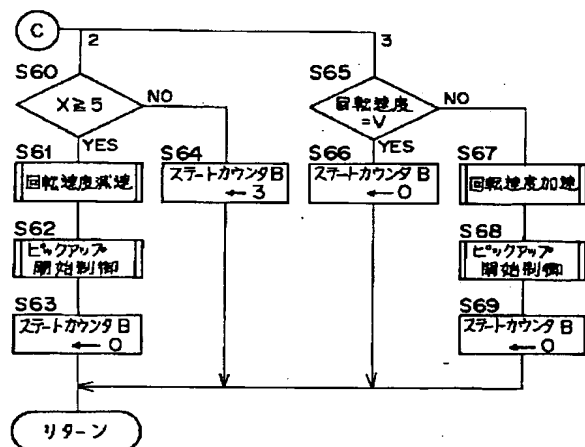 C
2
3
S60
X≧5
NO
YES
S61
回転速度減速
S62
ピックアップ
開始制御
S63
ステートカウンタB
←0
S64
ステートカウンタB
←3
S65
回転速度
=V
NO
YES
S66
ステートカウンタB
←0
S67
回転速度加速
S68
ピックアップ
開始制御
S69
ステートカウンタB
←0
リターン